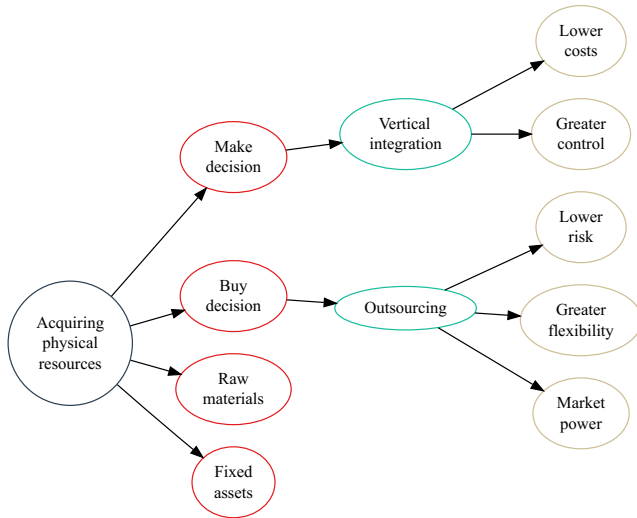 Acquiring
physical
resources
Make
decision
Buy
decision
Raw
materials
Fixed
assets
Vertical
integration
Outsourcing
Lower
costs
Greater
control
Lower
risk
Greater
flexibility
Market
power